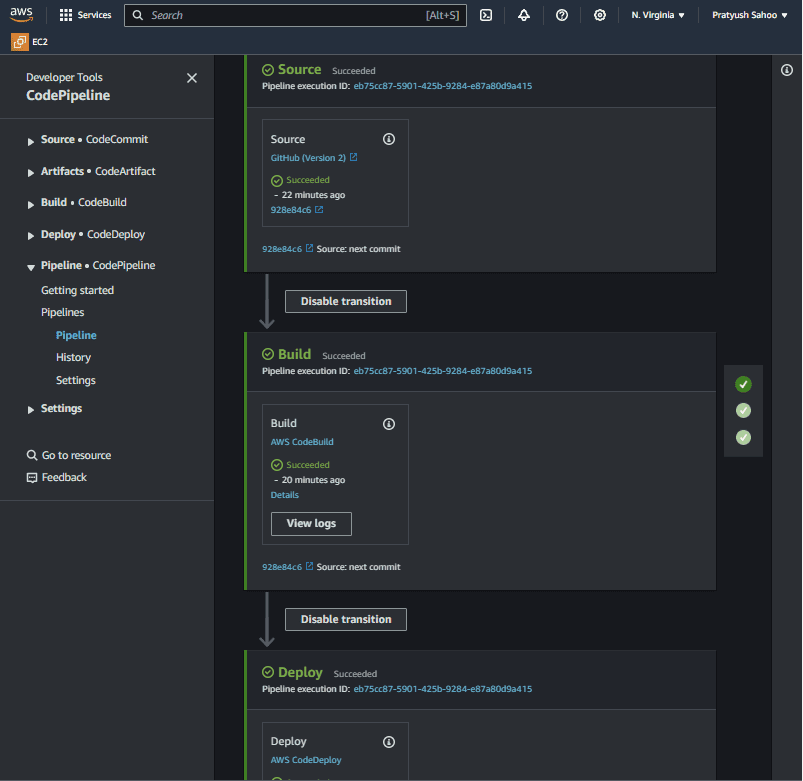 aws
Services
Search [Alt+S]
N. Virginia
Pratyush Sahoo
EC2
Developer Tools
CodePipeline
Source • CodeCommit
Artifacts • CodeArtifact
Build • CodeBuild
Deploy • CodeDeploy
Pipeline • CodePipeline
Getting started
Pipelines
Pipeline
History
Settings
Settings
Go to resource
Feedback
Source Succeeded
Pipeline execution ID: eb75cc87-5901-425b-9284-e87a80d9a415
Source
GitHub (Version 2)
Succeeded
- 22 minutes ago
928e84c6
928e84c6 Source: next commit
Disable transition
Build Succeeded
Pipeline execution ID: eb75cc87-5901-425b-9284-e87a80d9a415
Build
AWS CodeBuild
Succeeded
- 20 minutes ago
Details
View logs
928e84c6 Source: next commit
Disable transition
Deploy Succeeded
Pipeline execution ID: eb75cc87-5901-425b-9284-e87a80d9a415
Deploy
AWS CodeDeploy